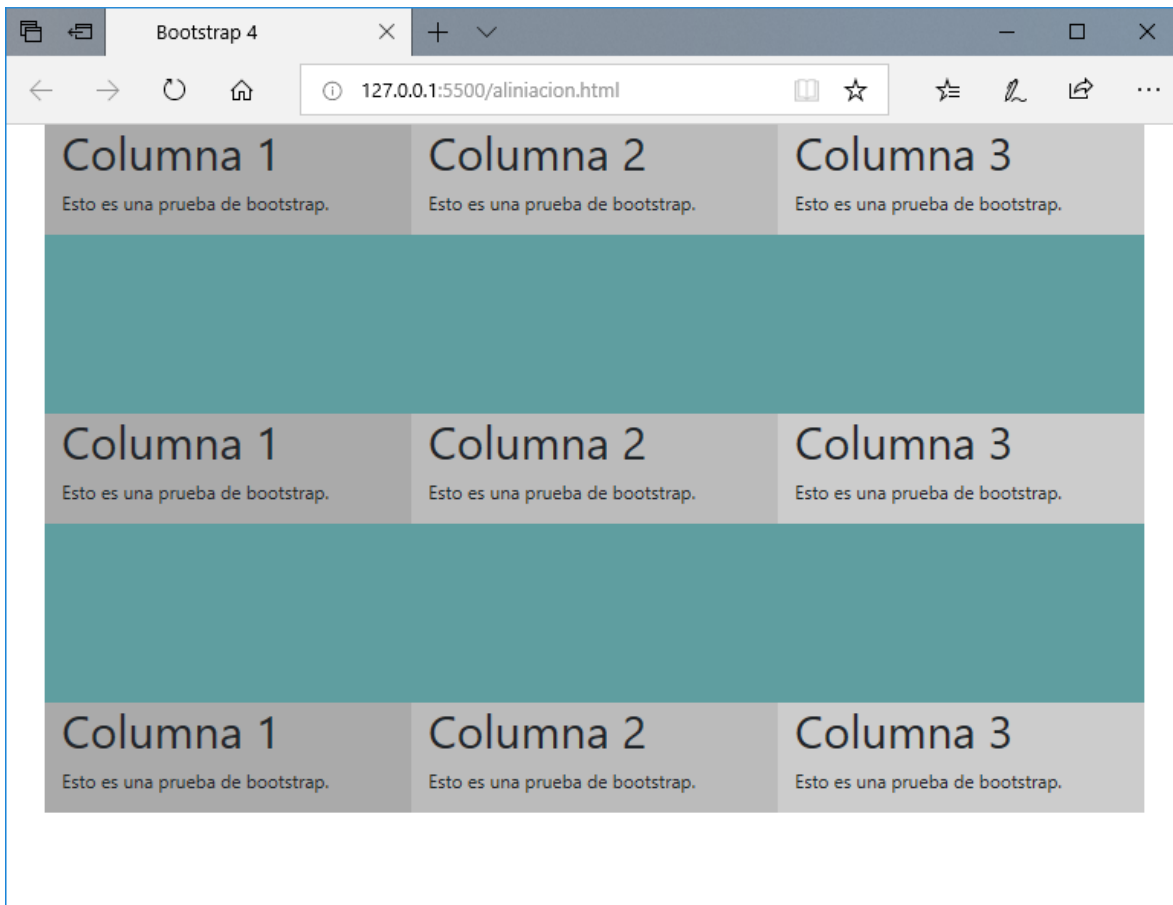 Bootstrap 4
127.0.0.1:5500/aliniacion.html
Columna 1
Esto es una prueba de bootstrap.
Columna 2
Esto es una prueba de bootstrap.
Columna 3
Esto es una prueba de bootstrap.
Columna 1
Esto es una prueba de bootstrap.
Columna 2
Esto es una prueba de bootstrap.
Columna 3
Esto es una prueba de bootstrap.
Columna 1
Esto es una prueba de bootstrap.
Columna 2
Esto es una prueba de bootstrap.
Columna 3
Esto es una prueba de bootstrap.